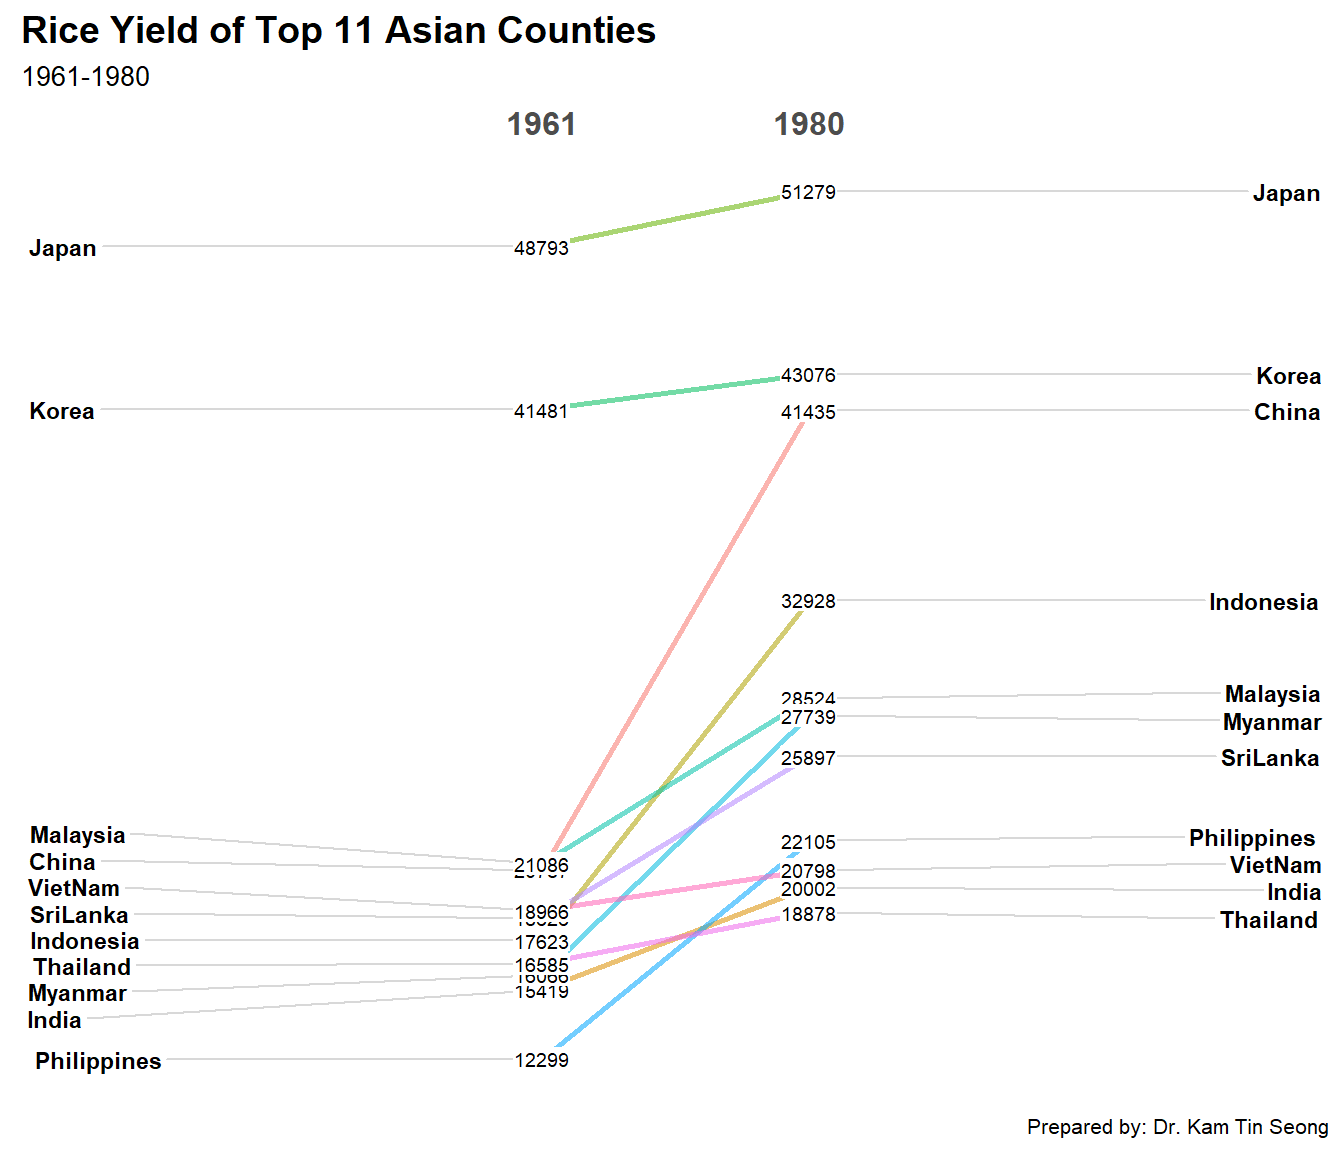 Rice Yield of Top 11 Asian Counties
1961-1980
1961 1980
51279 Japan
Japan 48793
43076 Korea
Korea 41481
41435 China
32928 Indonesia
28524 Malaysia
27739 Myanmar
25897 SriLanka
Malaysia 21086
22105 Philippines
China
20798 VietNam
VietNam 18966
20002 India
SriLanka
18878 Thailand
Indonesia 17623
Thailand 16585
Myanmar 16066
India 15419
Philippines 12299
Prepared by: Dr. Kam Tin Seong